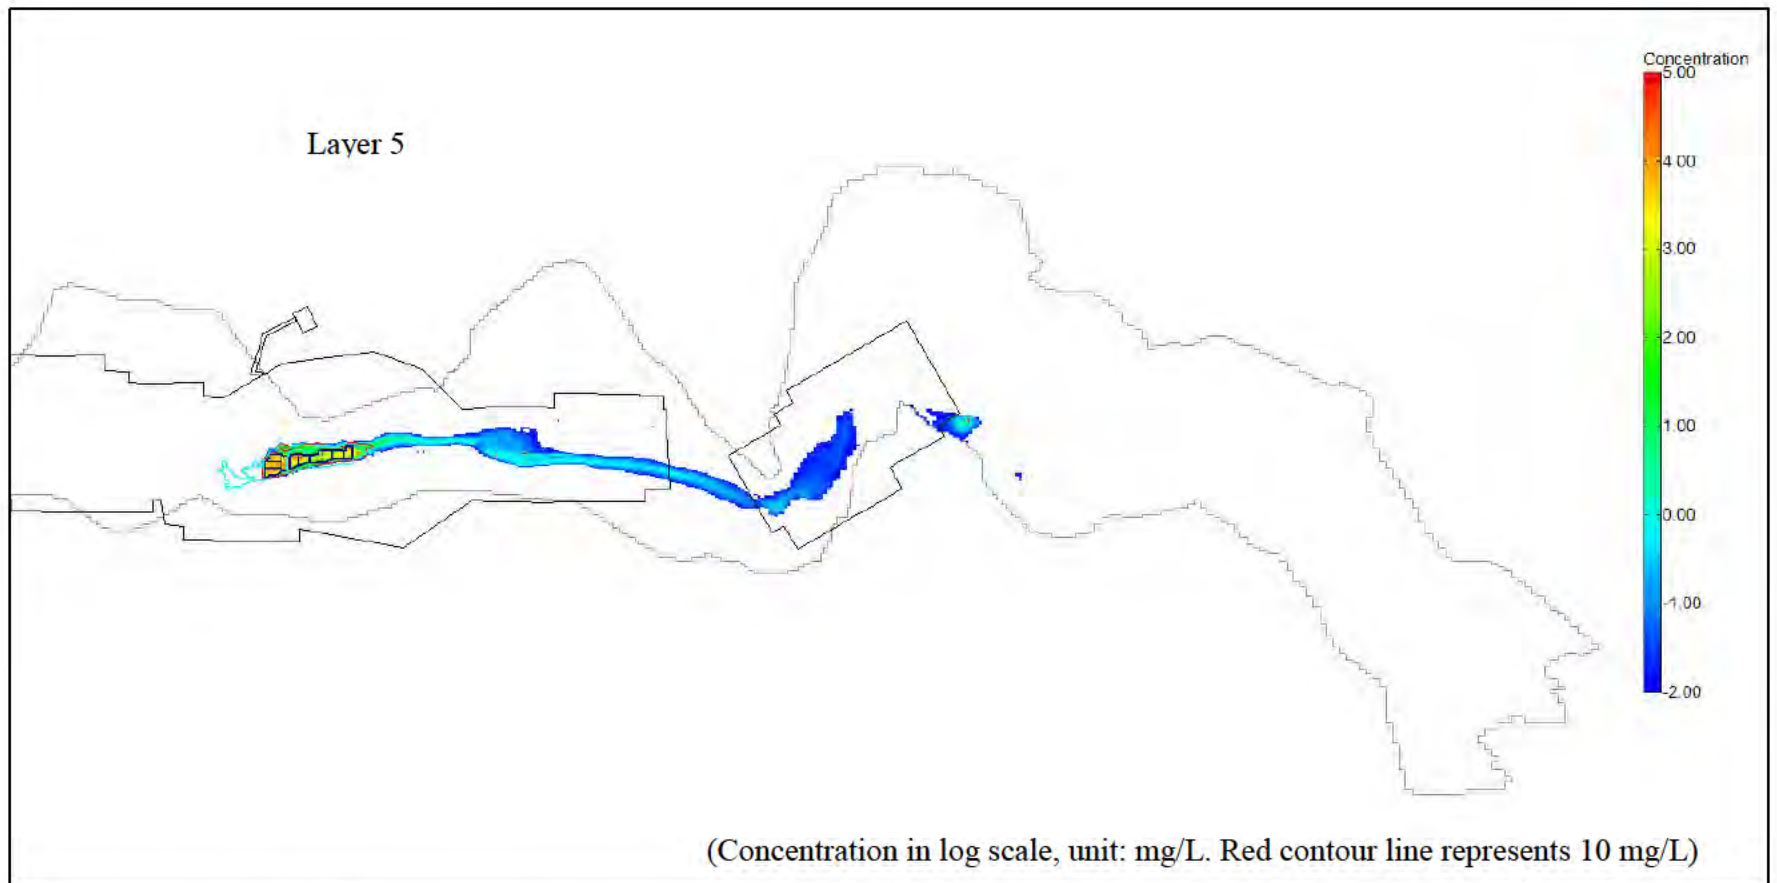 Concentration
5.00
Layer 5
4.00
3.00
2.00
1.00
0.00
-1.00
-2.00
(Concentration in log scale, unit: mg/L. Red contour line represents 10 mg/L)